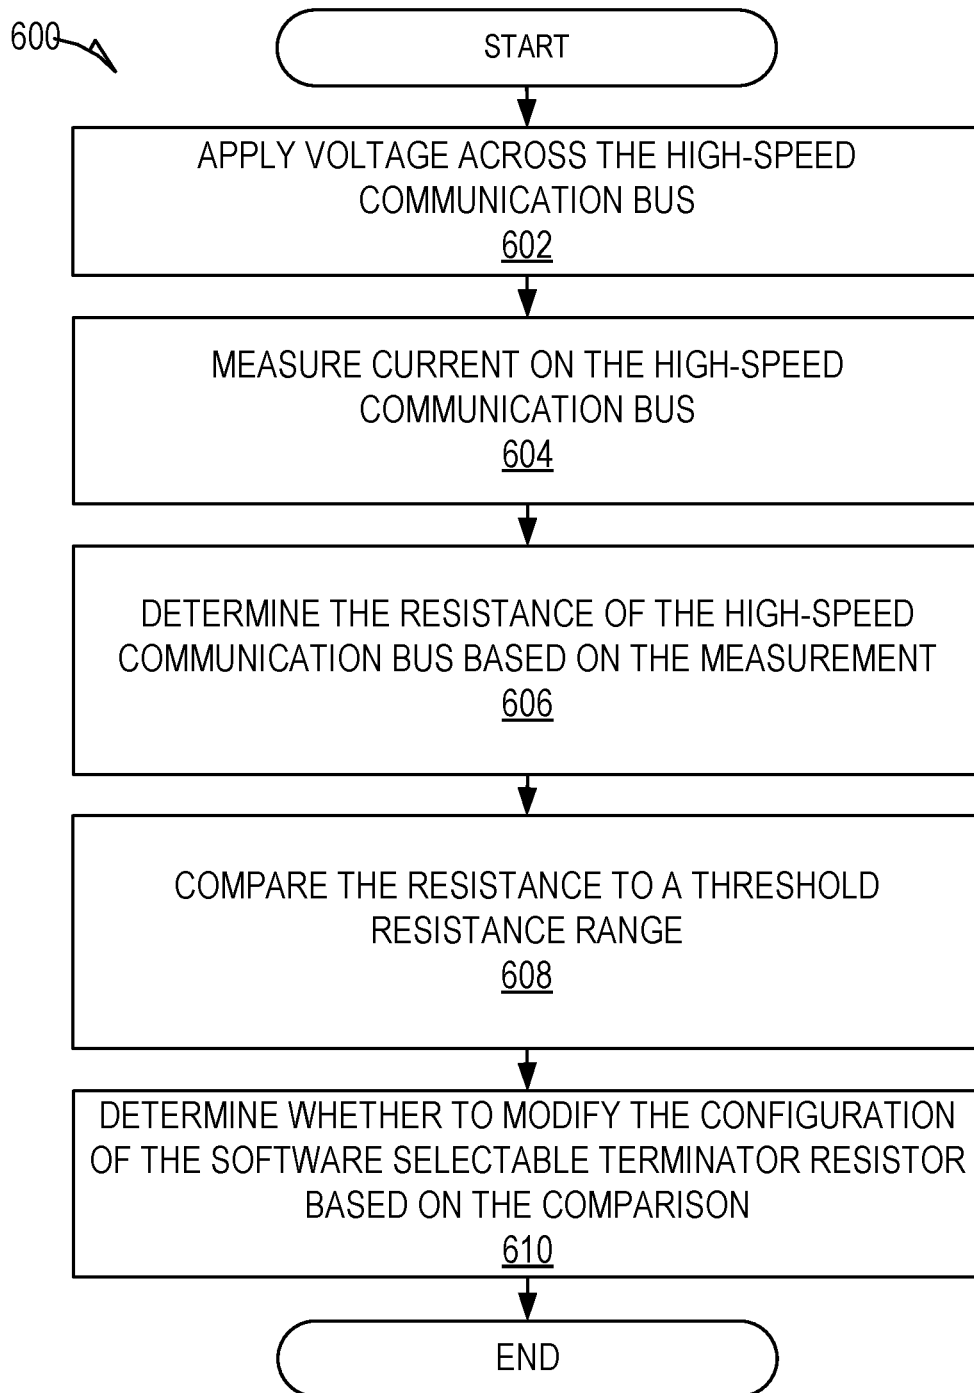 600
START
APPLY VOLTAGE ACROSS THE HIGH-SPEED
COMMUNICATION BUS
602
MEASURE CURRENT ON THE HIGH-SPEED
COMMUNICATION BUS
604
DETERMINE THE RESISTANCE OF THE HIGH-SPEED
COMMUNICATION BUS BASED ON THE MEASUREMENT
606
COMPARE THE RESISTANCE TO A THRESHOLD
RESISTANCE RANGE
608
DETERMINE WHETHER TO MODIFY THE CONFIGURATION
OF THE SOFTWARE SELECTABLE TERMINATOR RESISTOR
BASED ON THE COMPARISON
610
END